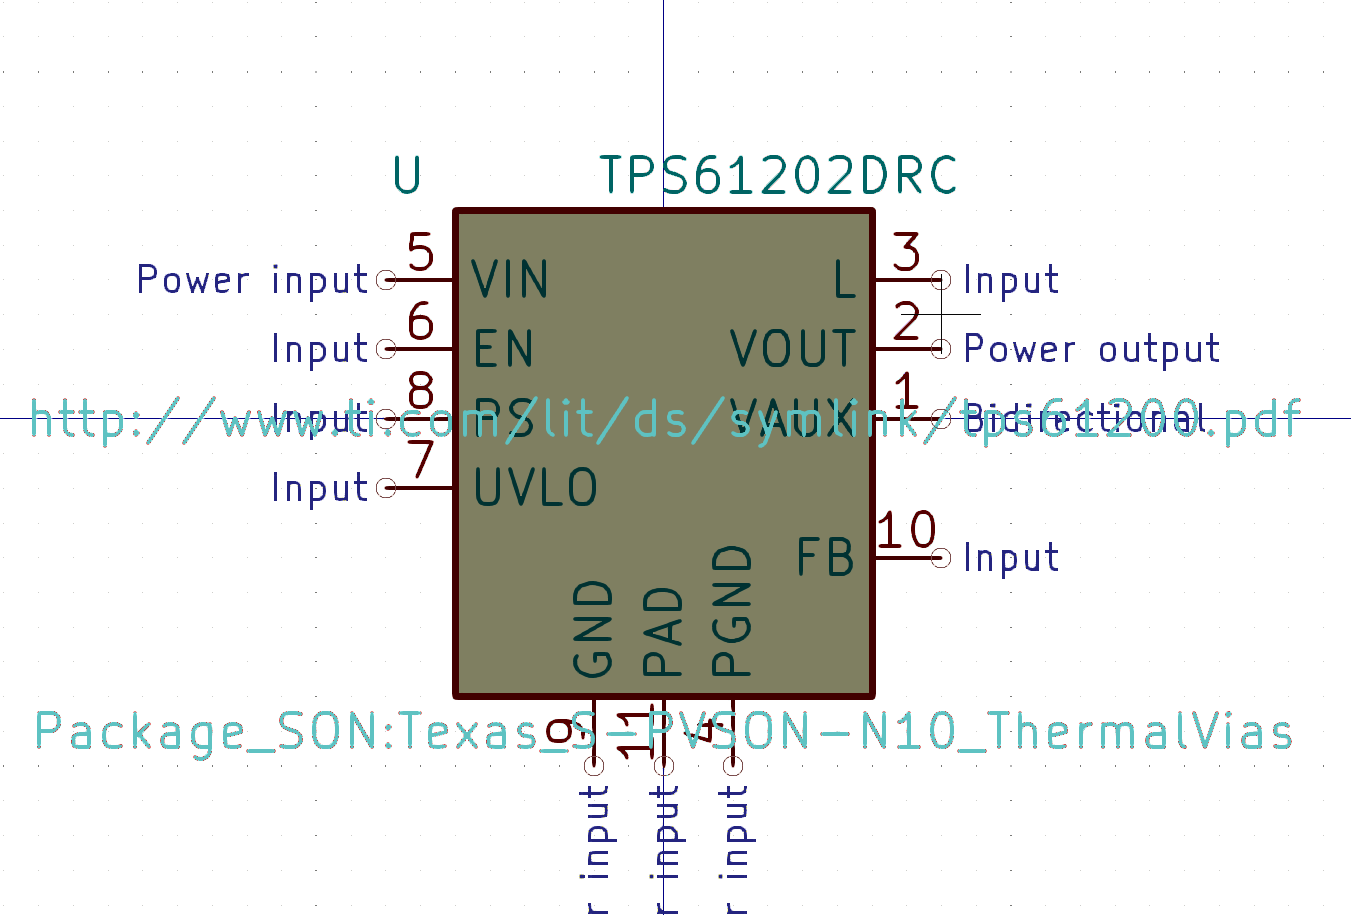 U TPS61202DRC
5 3
Power input VIN L Input
6 2
Input EN VOUT Power output
8 1
Input PS VAUX Bidirectional
http://www.ti.com/lit/ds/symlink/tps61200.pdf
7
Input UVLO
10
FB Input
GND PAD PGND
9 11 4
Package_SON:Texas_S-PVSON-N10_ThermalVias
r input r input r input